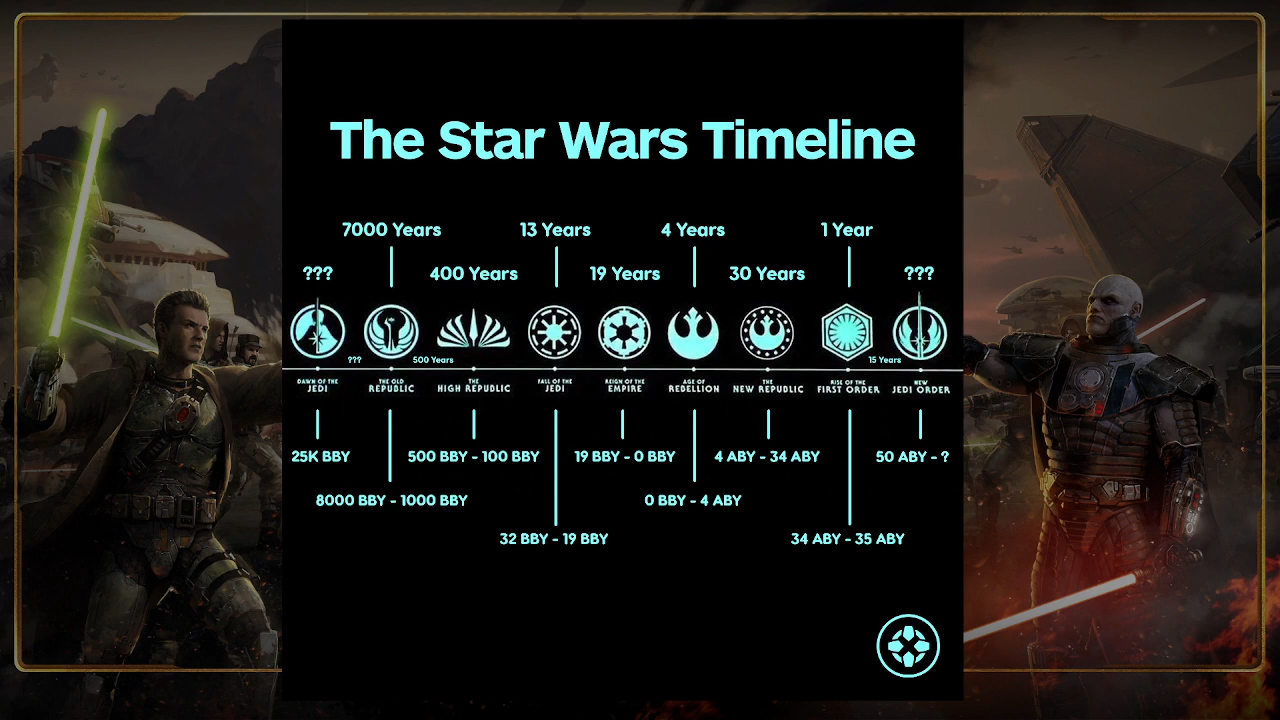 The Star Wars Timeline
7000 Years
13 Years
4 Years
1 Year
???
400 Years
19 Years
30 Years
???
???
500 Years
15 Years
DAWN OF THE
JEDI
THE OLD
REPUBLIC
THE
HIGH REPUBLIC
FALL OF THE
JEDI
REIGN OF THE
EMPIRE
AGE OF
REBELLION
THE
NEW REPUBLIC
RISE OF THE
FIRST ORDER
NEW
JEDI ORDER
25K BBY
500 BBY - 100 BBY
19 BBY - 0 BBY
4 ABY - 34 ABY
50 ABY - ?
8000 BBY - 1000 BBY
0 BBY - 4 ABY
32 BBY - 19 BBY
34 ABY - 35 ABY